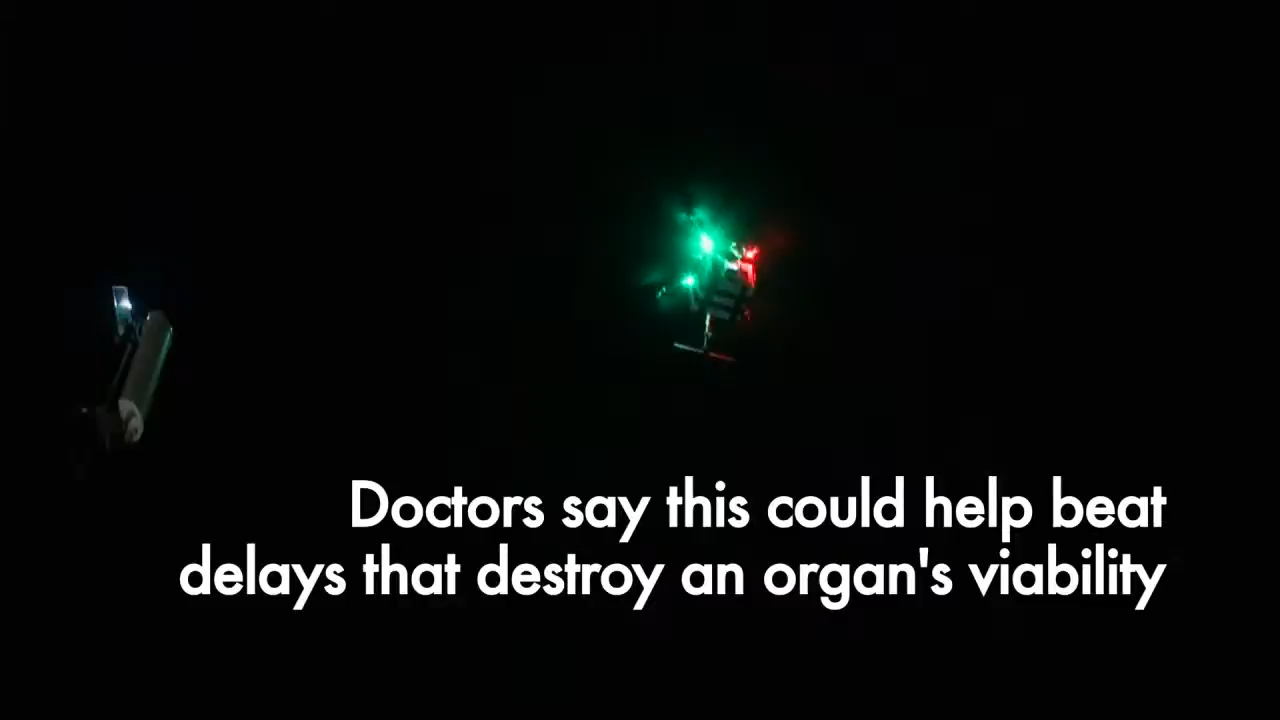 Doctors say this could help beat
delays that destroy an organ's viability